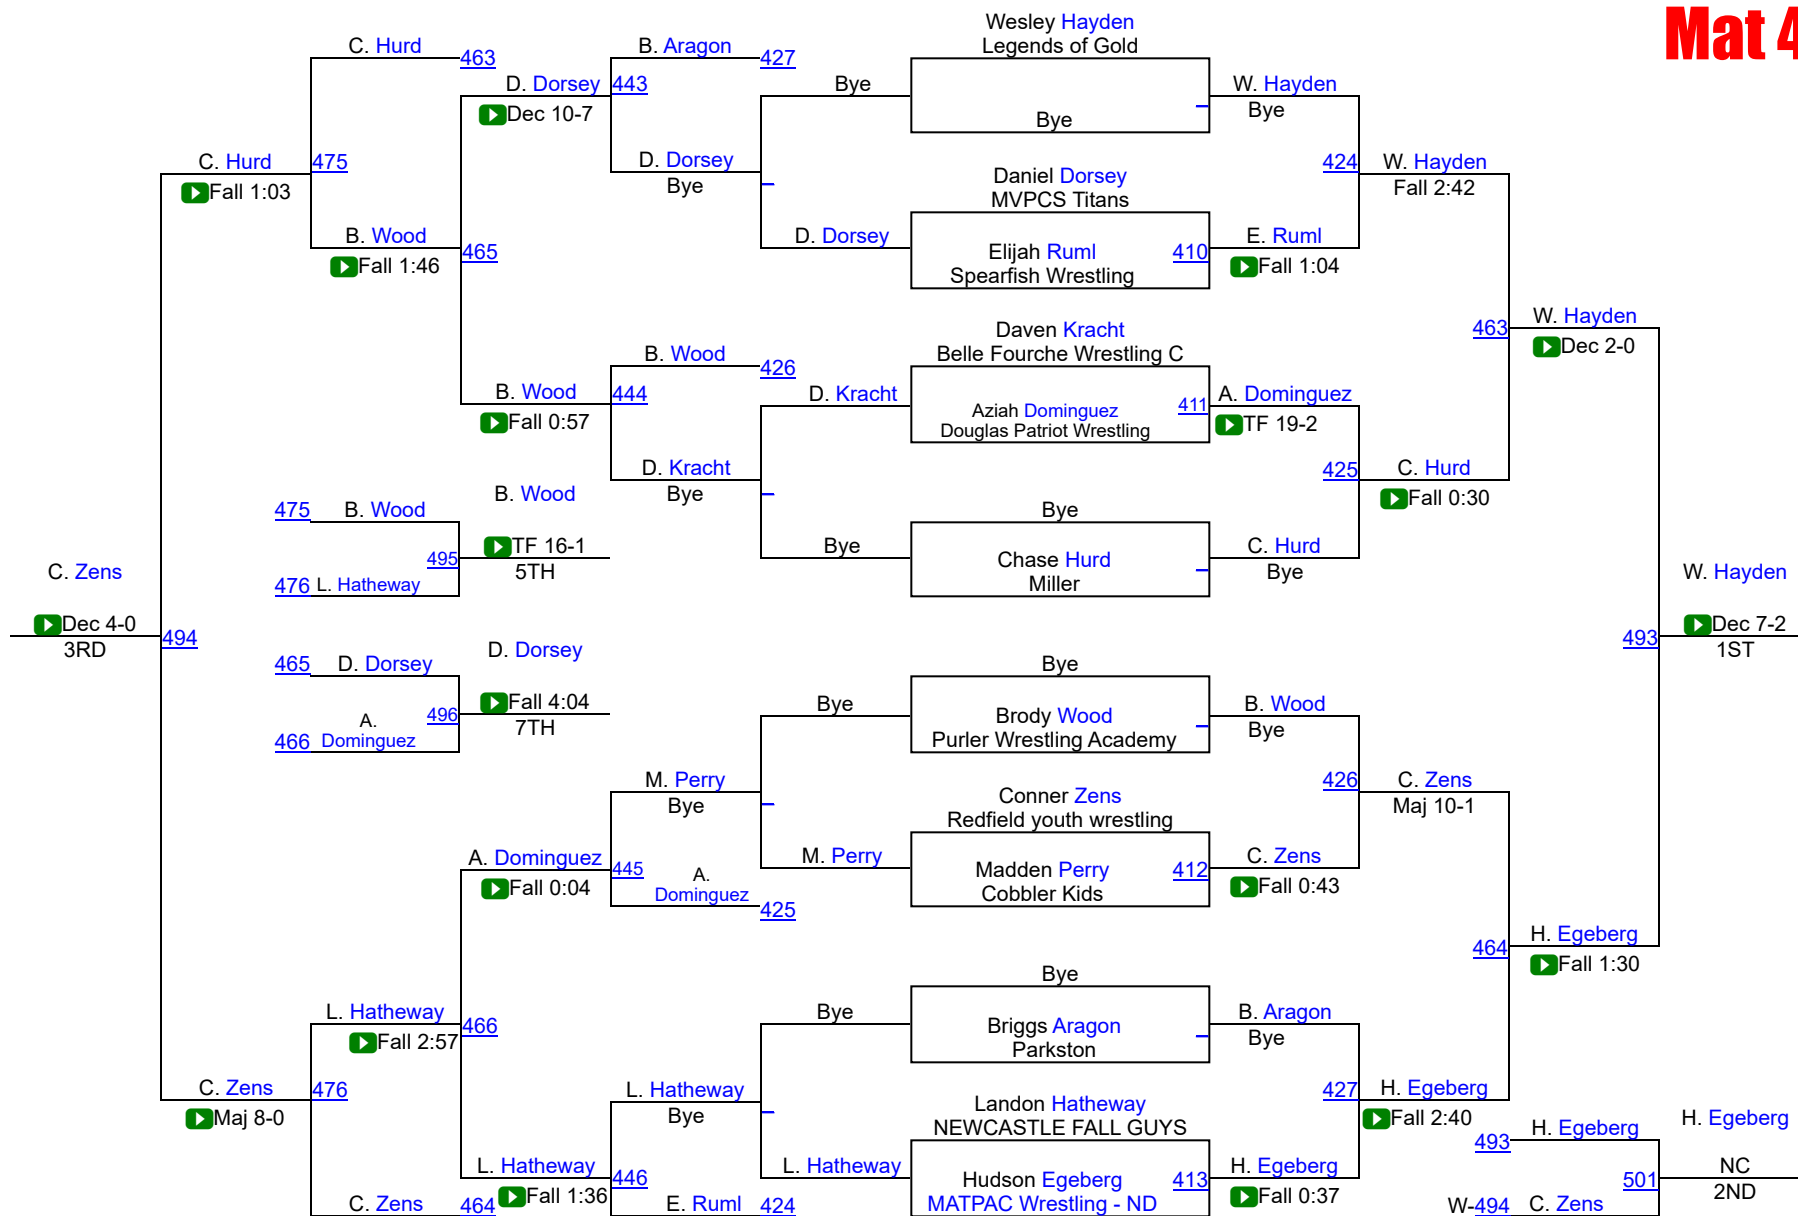 Mat 4
Wesley Hayden
Legends of Gold
C. Hurd
463
B. Aragon
427
D. Dorsey
443
Dec 10-7
Bye
Bye
W. Hayden
Bye
C. Hurd
475
Fall 1:03
D. Dorsey
Bye
Daniel Dorsey
MVPCS Titans
424
W. Hayden
Fall 2:42
B. Wood
465
Fall 1:46
D. Dorsey
Elijah Ruml
410
Spearfish Wrestling
E. Ruml
Fall 1:04
Daven Kracht
Belle Fourche Wrestling C
463
W. Hayden
Dec 2-0
B. Wood
426
B. Wood
444
Fall 0:57
D. Kracht
Aziah Dominguez
411
Douglas Patriot Wrestling
A. Dominguez
TF 19-2
D. Kracht
Bye
425
C. Hurd
Fall 0:30
475
B. Wood
B. Wood
495
TF 16-1
5TH
476
L. Hatheway
Bye
Bye
Chase Hurd
Miller
C. Hurd
Bye
C. Zens
Dec 4-0
494
3RD
W. Hayden
493
Dec 7-2
1ST
465
D. Dorsey
D. Dorsey
496
Fall 4:04
7TH
466
A.
Dominguez
Bye
Bye
Brody Wood
Purler Wrestling Academy
B. Wood
Bye
M. Perry
Bye
Conner Zens
Redfield youth wrestling
426
C. Zens
Maj 10-1
A. Dominguez
445
Fall 0:04
A.
Dominguez
425
M. Perry
Madden Perry
412
Cobbler Kids
C. Zens
Fall 0:43
464
H. Egeberg
Fall 1:30
L. Hatheway
466
Fall 2:57
Bye
Bye
Briggs Aragon
Parkston
B. Aragon
Bye
C. Zens
476
Maj 8-0
L. Hatheway
Bye
Landon Hatheway
NEWCASTLE FALL GUYS
427
H. Egeberg
Fall 2:40
L. Hatheway
446
Fall 1:36
L. Hatheway
Hudson Egeberg
413
MATPAC Wrestling - ND
H. Egeberg
Fall 0:37
C. Zens
464
E. Ruml
424
493
H. Egeberg
H. Egeberg
501
NC
2ND
W-494
C. Zens